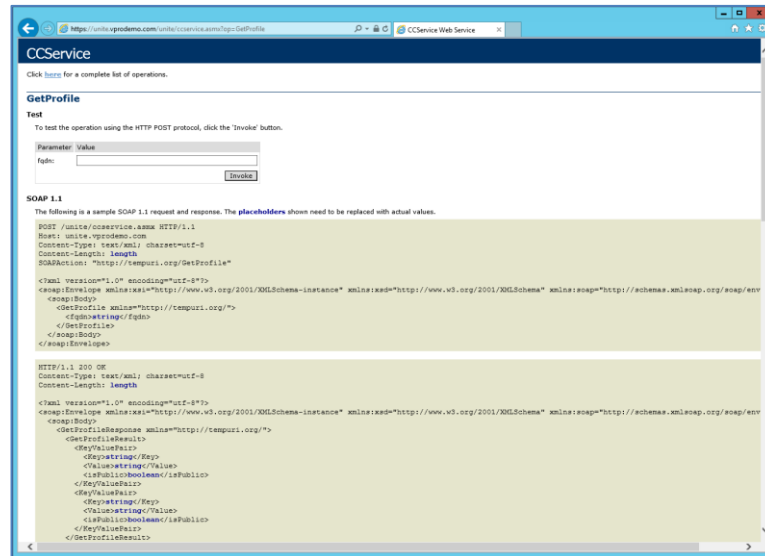 https://unite.vprodemo.com/unite/ccservice.asmx?op=GetProfile
CCService Web Service
CCService
Click here for a complete list of operations.
GetProfile
Test
To test the operation using the HTTP POST protocol, click the 'Invoke' button.
Parameter Value
fqdn:
Invoke
SOAP 1.1
The following is a sample SOAP 1.1 request and response. The placeholders shown need to be replaced with actual values.
POST /unite/ccservice.asmx HTTP/1.1
Host: unite.vprodemo.com
Content-Type: text/xml; charset=utf-8
Content-Length: length
SOAPAction: "http://tempuri.org/GetProfile"
<?xml version="1.0" encoding="utf-8"?>
<soap:Envelope xmlns:xsi="http://www.w3.org/2001/XMLSchema-instance" xmlns:xsd="http://www.w3.org/2001/XMLSchema" xmlns:soap="http://schemas.xmlsoap.org/soap/env
<soap:Body>
<GetProfile xmlns="http://tempuri.org/">
<fqdn>string</fqdn>
</GetProfile>
</soap:Body>
</soap:Envelope>
HTTP/1.1 200 OK
Content-Type: text/xml; charset=utf-8
Content-Length: length
<?xml version="1.0" encoding="utf-8"?>
<soap:Envelope xmlns:xsi="http://www.w3.org/2001/XMLSchema-instance" xmlns:xsd="http://www.w3.org/2001/XMLSchema" xmlns:soap="http://schemas.xmlsoap.org/soap/env
<soap:Body>
<GetProfileResponse xmlns="http://tempuri.org/">
<GetProfileResult>
<KeyValuePair>
<Key>string</Key>
<Value>string</Value>
<isPublic>boolean</isPublic>
</KeyValuePair>
<KeyValuePair>
<Key>string</Key>
<Value>string</Value>
<isPublic>boolean</isPublic>
</KeyValuePair>
</GetProfileResult>